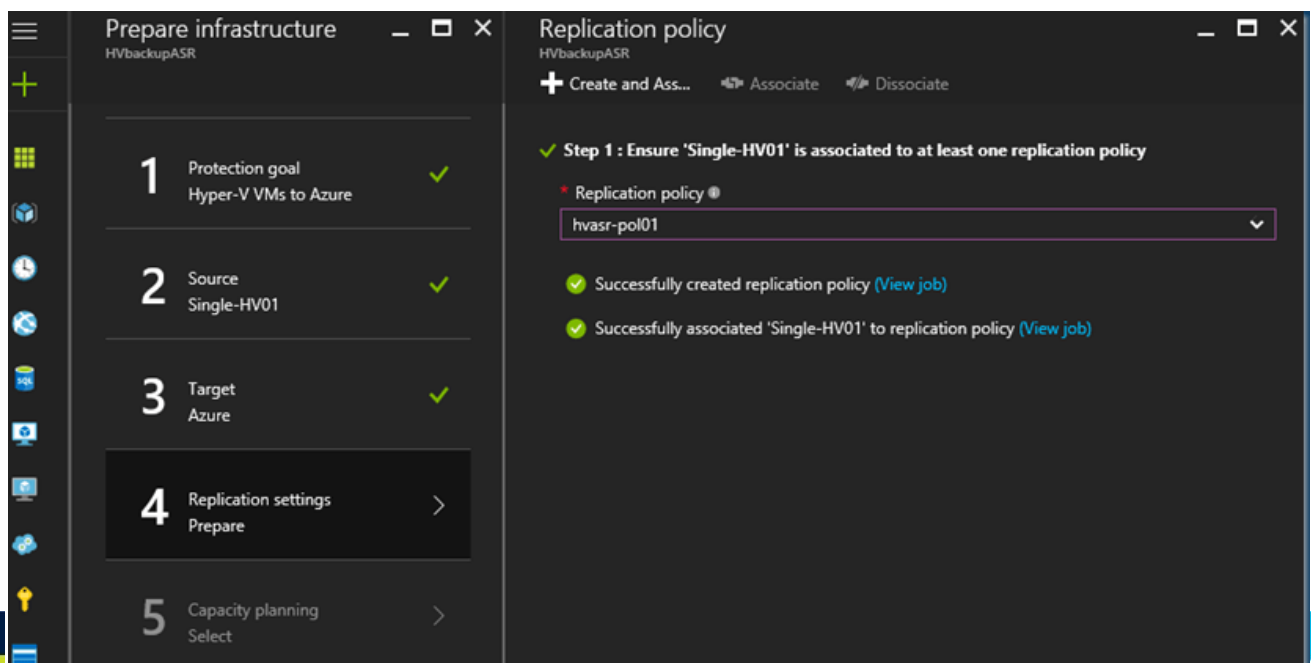 Prepare infrastructure
HVbackupASR
1
Protection goal
Hyper-V VMs to Azure
2
Source
Single-HV01
3
Target
Azure
4
Replication settings
Prepare
5
Capacity planning
Select
Replication policy
HVbackupASR
Create and Ass... Associate Dissociate
Step 1 : Ensure 'Single-HV01' is associated to at least one replication policy
* Replication policy
hvasr-pol01
Successfully created replication policy (View job)
Successfully associated 'Single-HV01' to replication policy (View job)
SQL